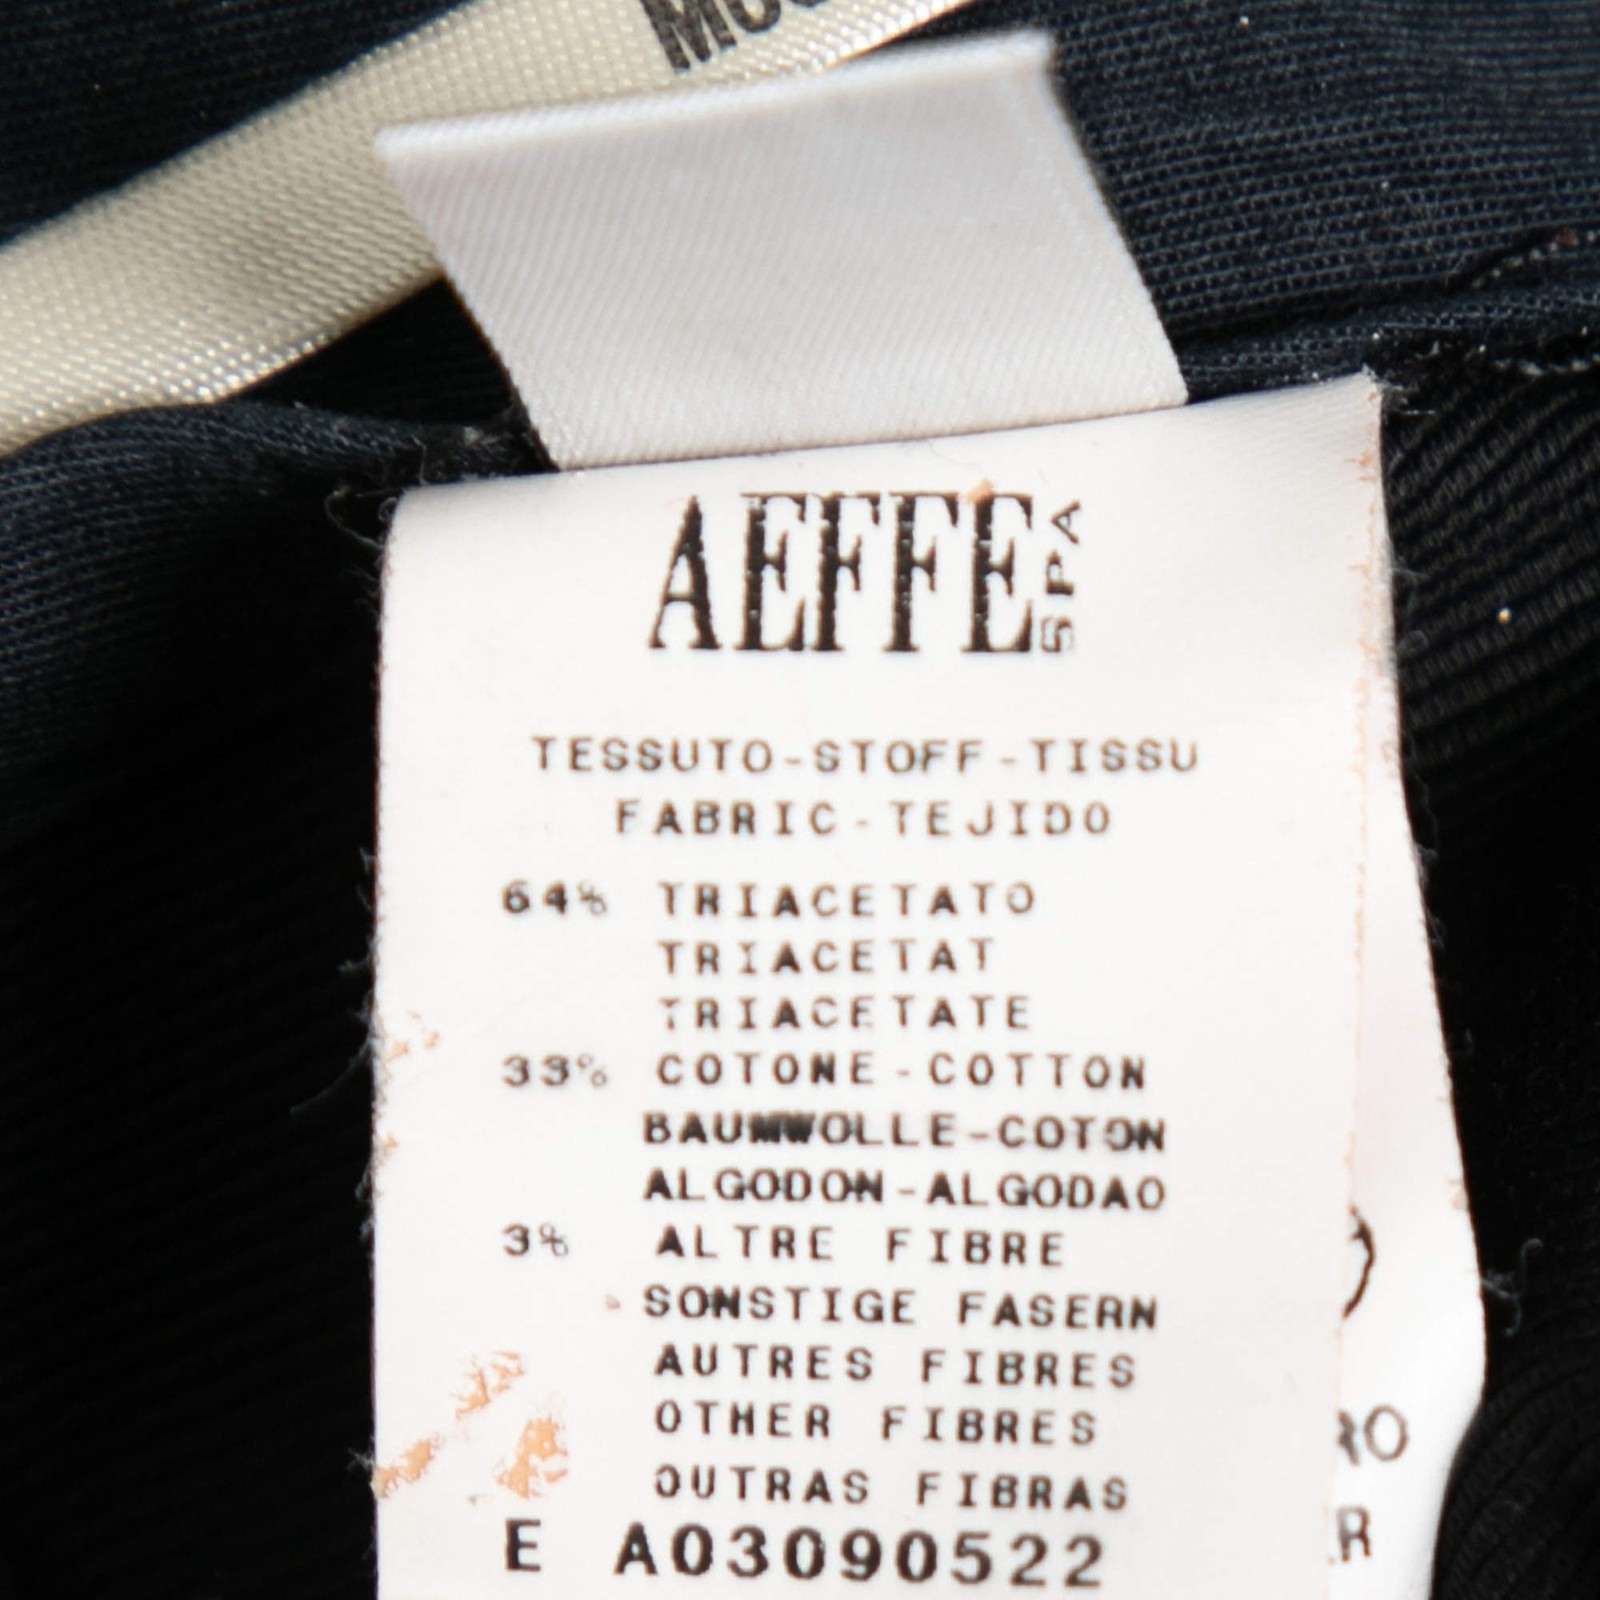 AEFFE SPA
TESSUTO-STOFF-TISSU
FABRIC-TEJIDO
64% TRIACETATO
TRIACETAT
TRIACETATE
33% COTONE-COTTON
BAUMWOLLE-COTON
ALGODON-ALGODAO
3% ALTRE FIBRE
SONSTIGE FASERN
AUTRES FIBRES
OTHER FIBRES
OUTRAS FIBRAS
E A03090522